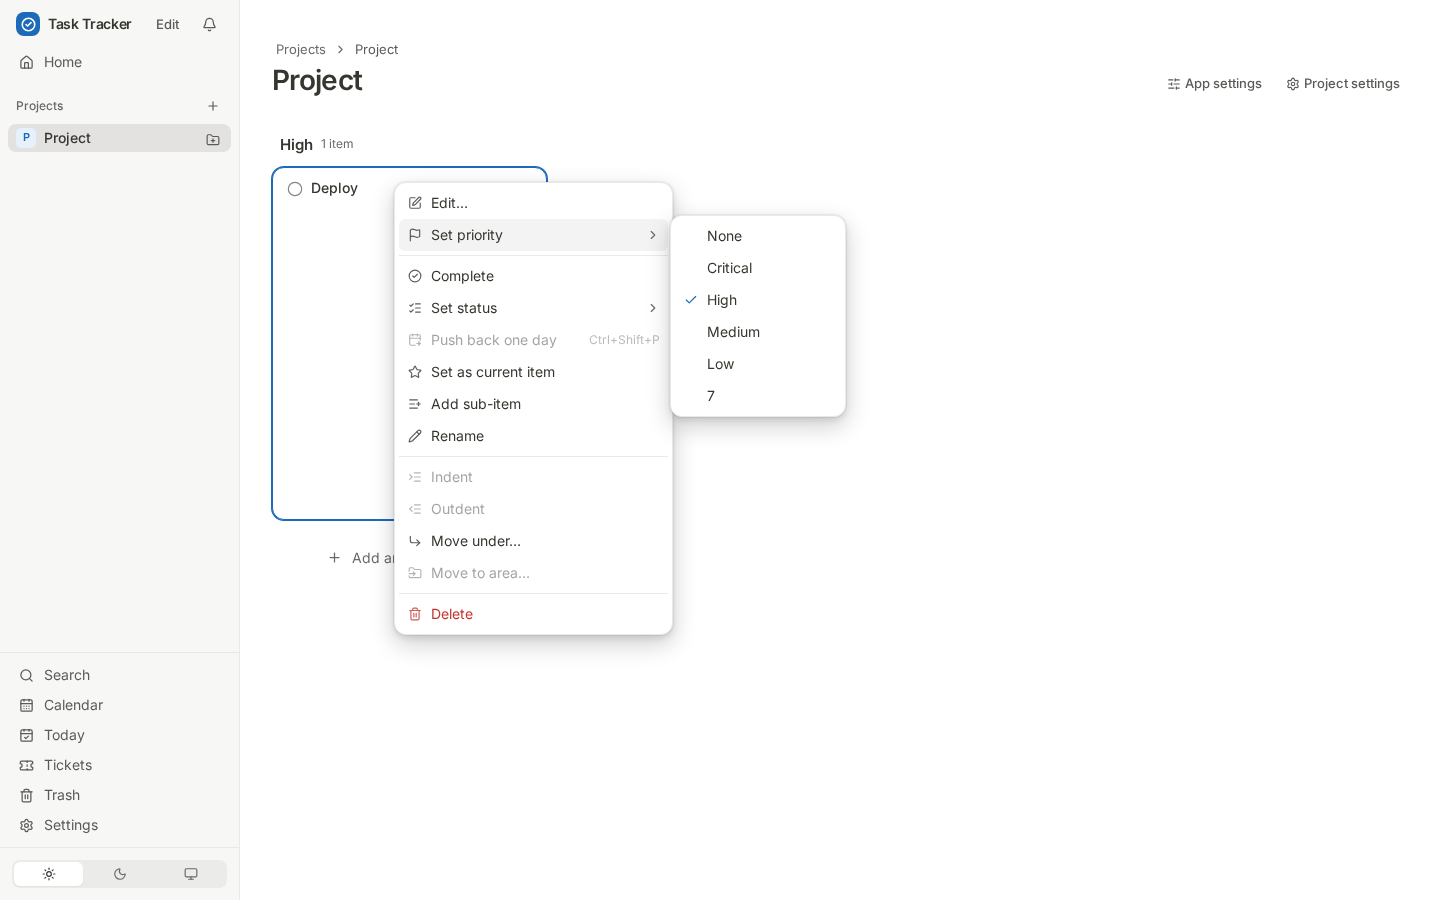 Task Tracker
Edit
Home
Projects
P
Project
Search
Calendar
Today
Tickets
Trash
Settings
Projects
Project
Project
App settings
Project settings
High
1 item
Deploy
Add
Edit...
Set priority
Complete
Set status
Push back one day
Ctrl+Shift+P
Set as current item
Add sub-item
Rename
Indent
Outdent
Move under...
Move to area...
Delete
None
Critical
High
Medium
Low
7